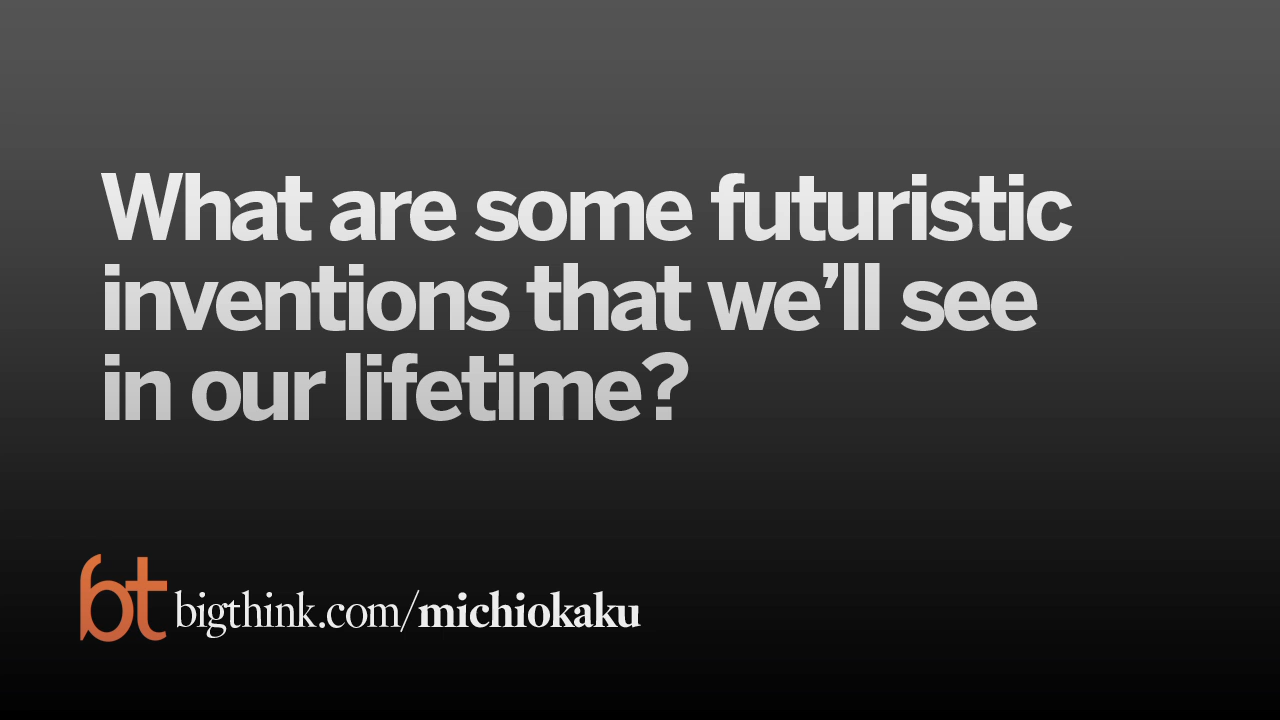 What are some futuristic
inventions that we’ll see
in our lifetime?
bt bigthink.com/michiokaku